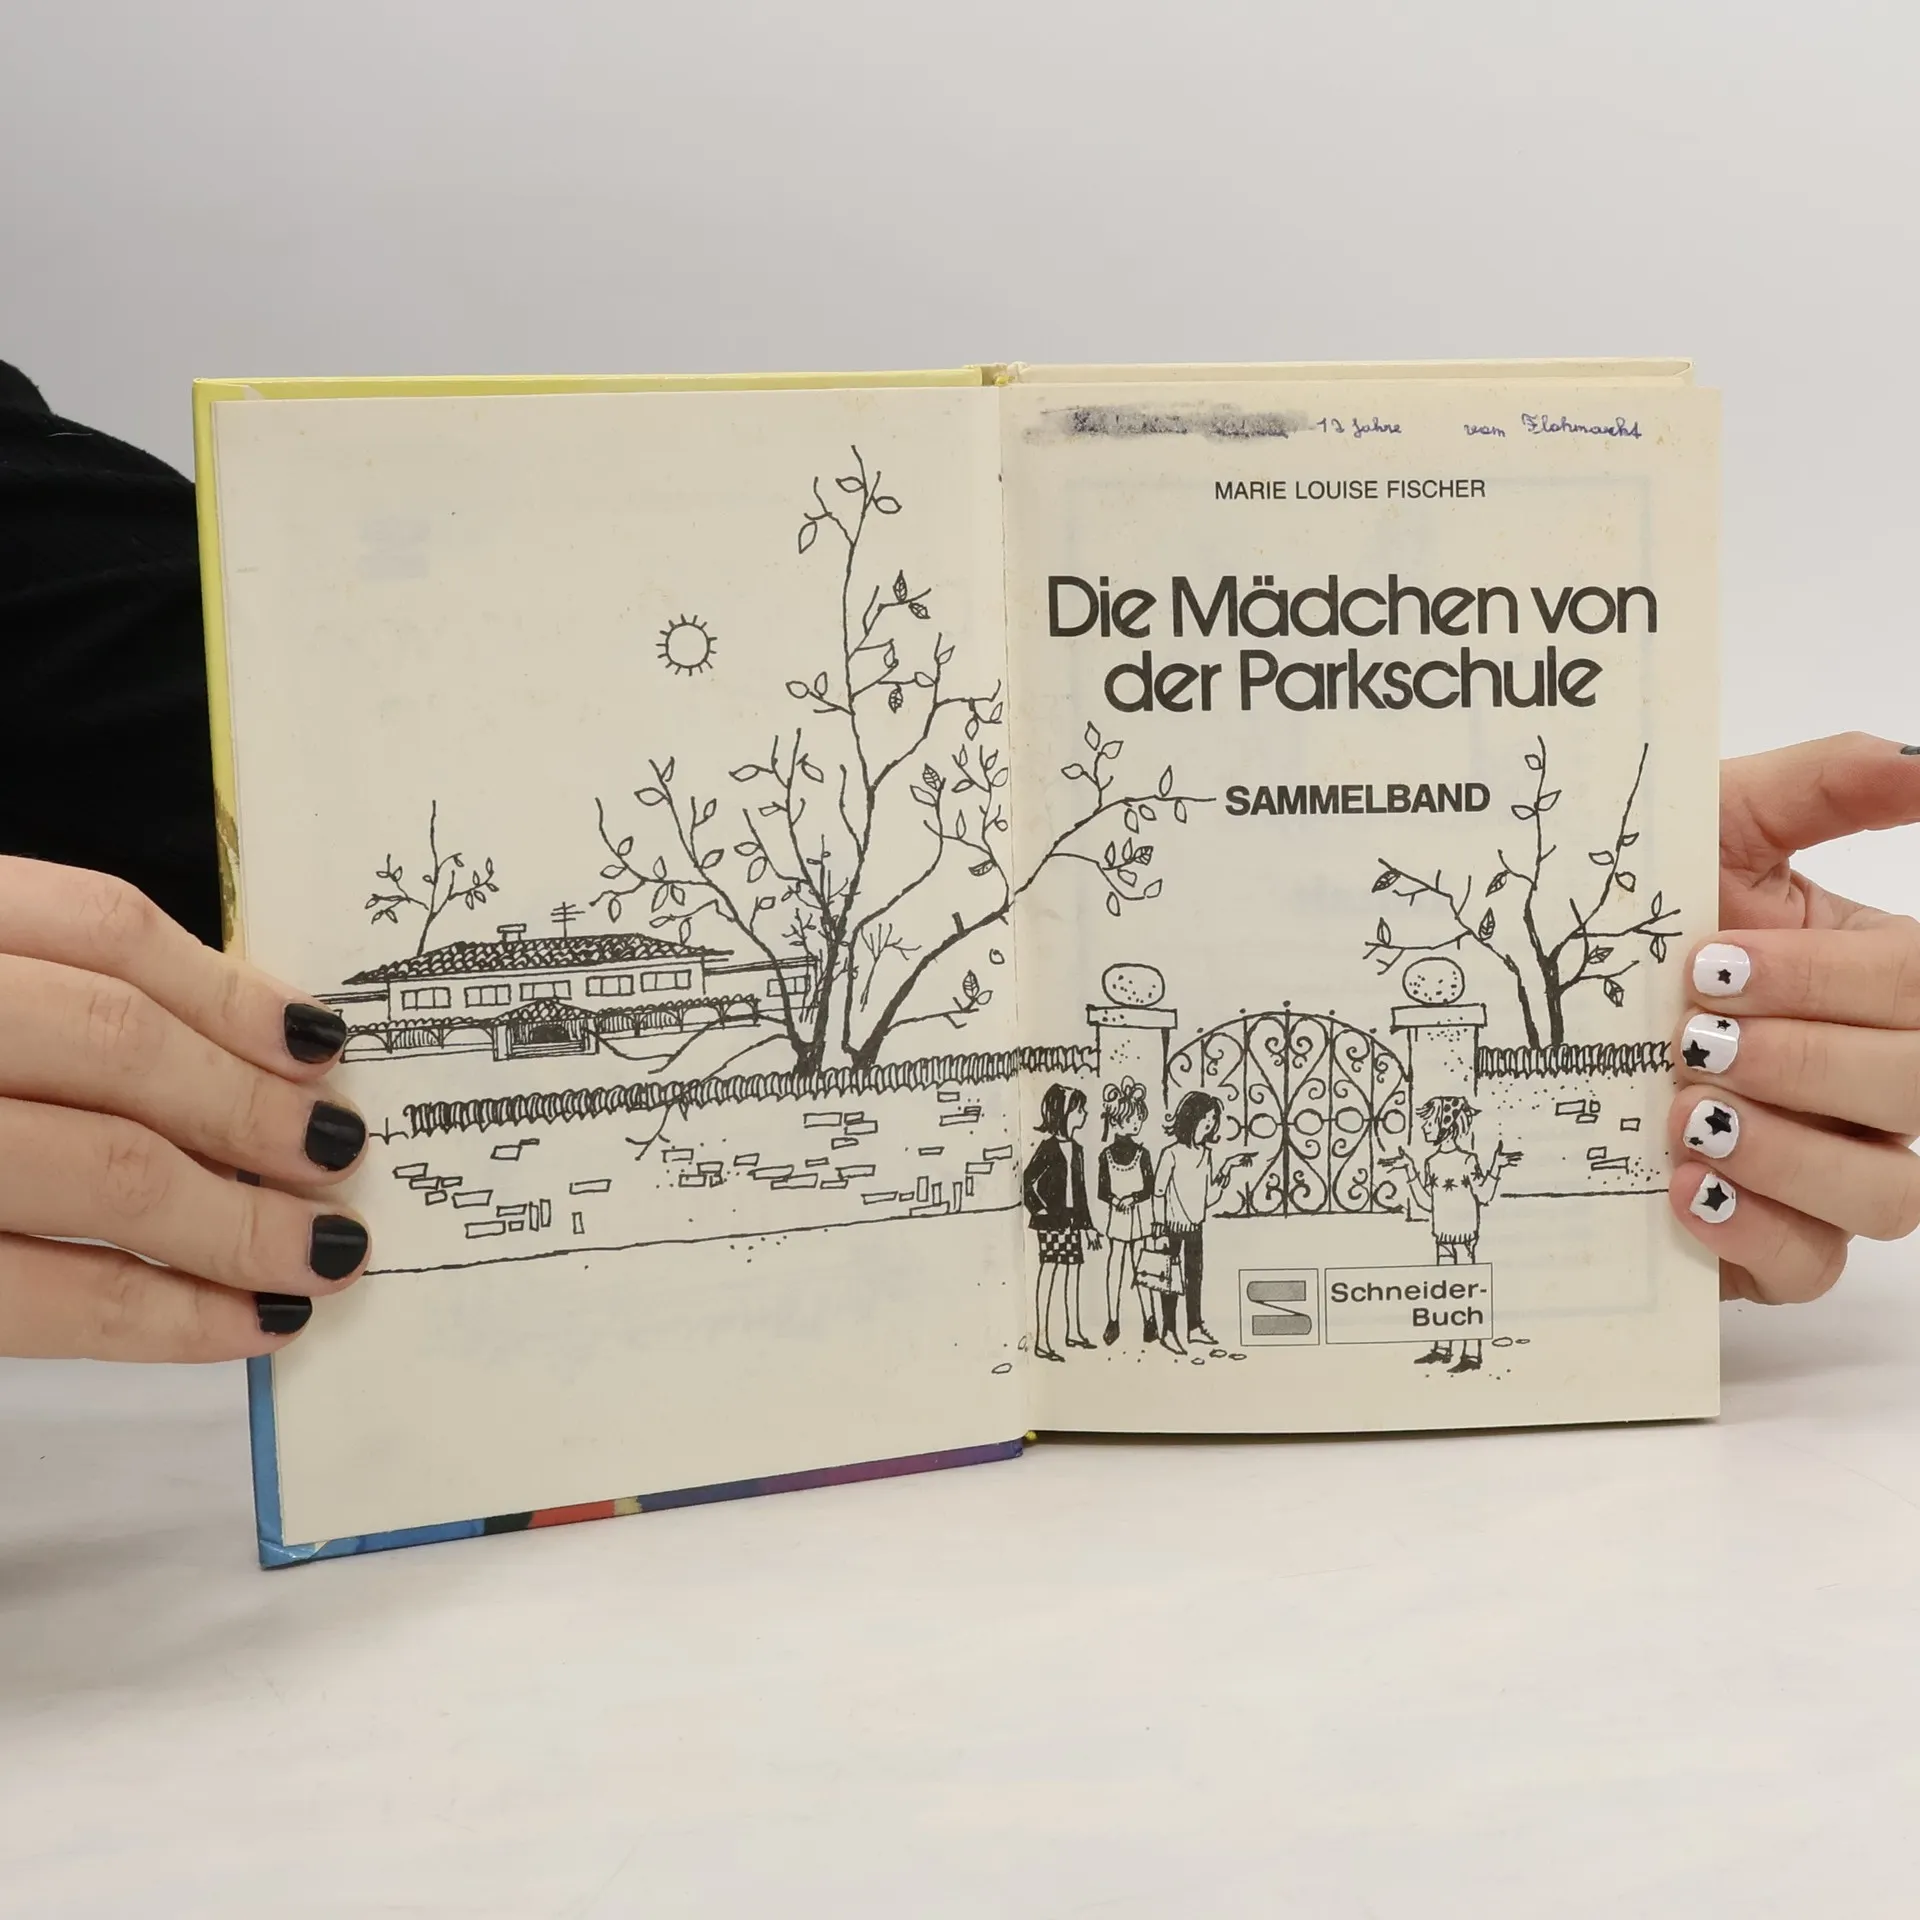 12 Jahre vom Flohmarkt
MARIE LOUISE FISCHER
Die Mädchen von
der Parkschule
SAMMELBAND
Schneider-
Buch